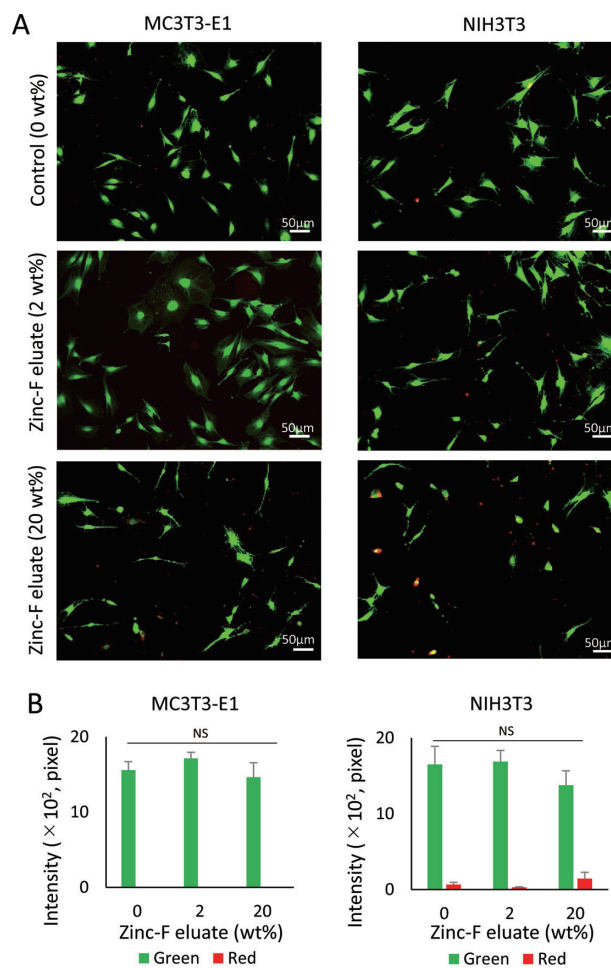 A
MC3T3-E1
NIH3T3
Control (0 wt%)
50μm
50μm
Zinc-F eluate (2 wt%)
50μm
50μm
Zinc-F eluate (20 wt%)
50μm
50μm
B
MC3T3-E1
NIH3T3
Intensity (×10², pixel)
20
10
0
NS
0 2 20
Zinc-F eluate (wt%)
Green Red
Intensity (×10², pixel)
20
10
0
NS
0 2 20
Zinc-F eluate (wt%)
Green Red